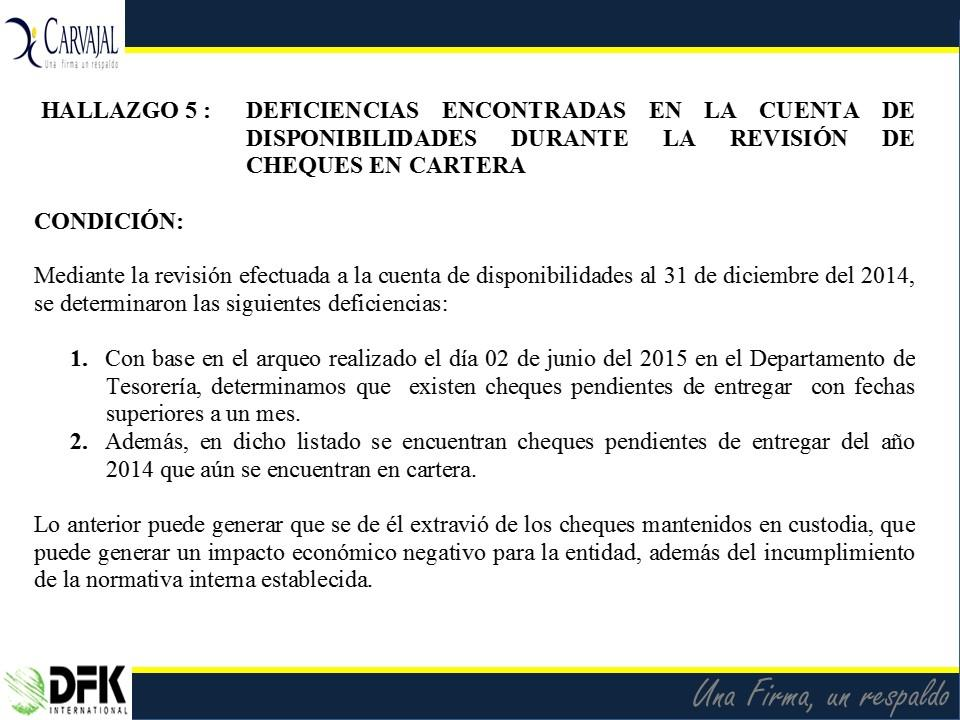 CARVAJAL
Una firma un respaldo
HALLAZGO 5 : DEFICIENCIAS ENCONTRADAS EN LA CUENTA DE
DISPONIBILIDADES DURANTE LA REVISIÓN DE
CHEQUES EN CARTERA
CONDICIÓN:
Mediante la revisión efectuada a la cuenta de disponibilidades al 31 de diciembre del 2014,
se determinaron las siguientes deficiencias:
1. Con base en el arqueo realizado el día 02 de junio del 2015 en el Departamento de
Tesorería, determinamos que existen cheques pendientes de entregar con fechas
superiores a un mes.
2. Además, en dicho listado se encuentran cheques pendientes de entregar del año
2014 que aún se encuentran en cartera.
Lo anterior puede generar que se de él extravió de los cheques mantenidos en custodia, que
puede generar un impacto económico negativo para la entidad, además del incumplimiento
de la normativa interna establecida.
DFK
INTERNATIONAL
Una Firma, un respaldo